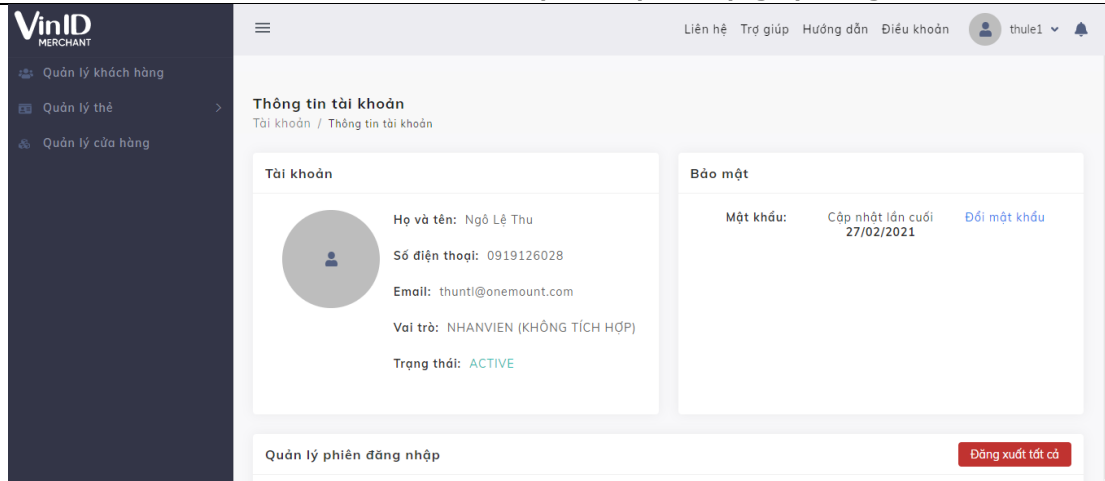 VinID
MERCHANT
Liên hệ Trợ giúp Hướng dẫn Điều khoản thule1
Quản lý khách hàng
Quản lý thẻ
Quản lý cửa hàng
Thông tin tài khoản
Tài khoản / Thông tin tài khoản
Tài khoản
Họ và tên: Ngô Lệ Thu
Số điện thoại: 0919126028
Email: thuntl@onemount.com
Vai trò: NHANVIEN (KHÔNG TÍCH HỢP)
Trạng thái: ACTIVE
Bảo mật
Mật khẩu: Cập nhật lần cuối Đổi mật khẩu
27/02/2021
Quản lý phiên đăng nhập
Đăng xuất tất cả